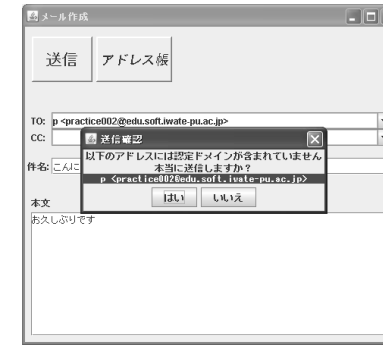 メール作成
送信 アドレス帳
TO: p <practice002@edu.soft.iwate-pu.ac.jp>
CC:
送信確認
以下のアドレスには認定ドメインが含まれていません
本当に送信しますか？
p <practice002@edu.soft.iwate-pu.ac.jp>
はい いいえ
件名: こんに
本文
お久しぶりです